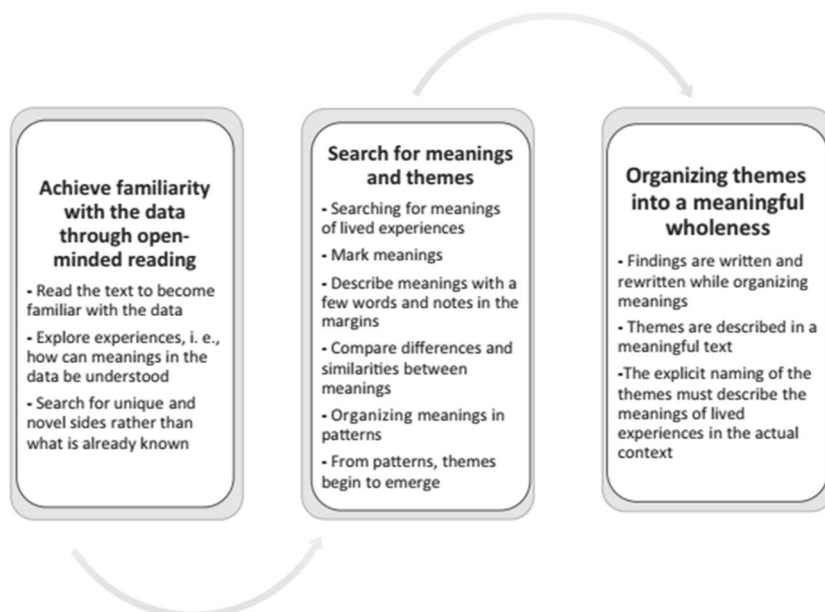 Achieve familiarity
with the data
through open-
minded reading
- Read the text to become
familiar with the data
- Explore experiences, i. e.,
how can meanings in the
data be understood
- Search for unique and
novel sides rather than
what is already known
Search for meanings
and themes
- Searching for meanings
of lived experiences
- Mark meanings
- Describe meanings with a
few words and notes in the
margins
- Compare differences and
similarities between
meanings
- Organizing meanings in
patterns
- From patterns, themes
begin to emerge
Organizing themes
into a meaningful
wholeness
- Findings are written and
rewritten while organizing
meanings
- Themes are described in a
meaningful text
-The explicit naming of the
themes must describe the
meanings of lived
experiences in the actual
context